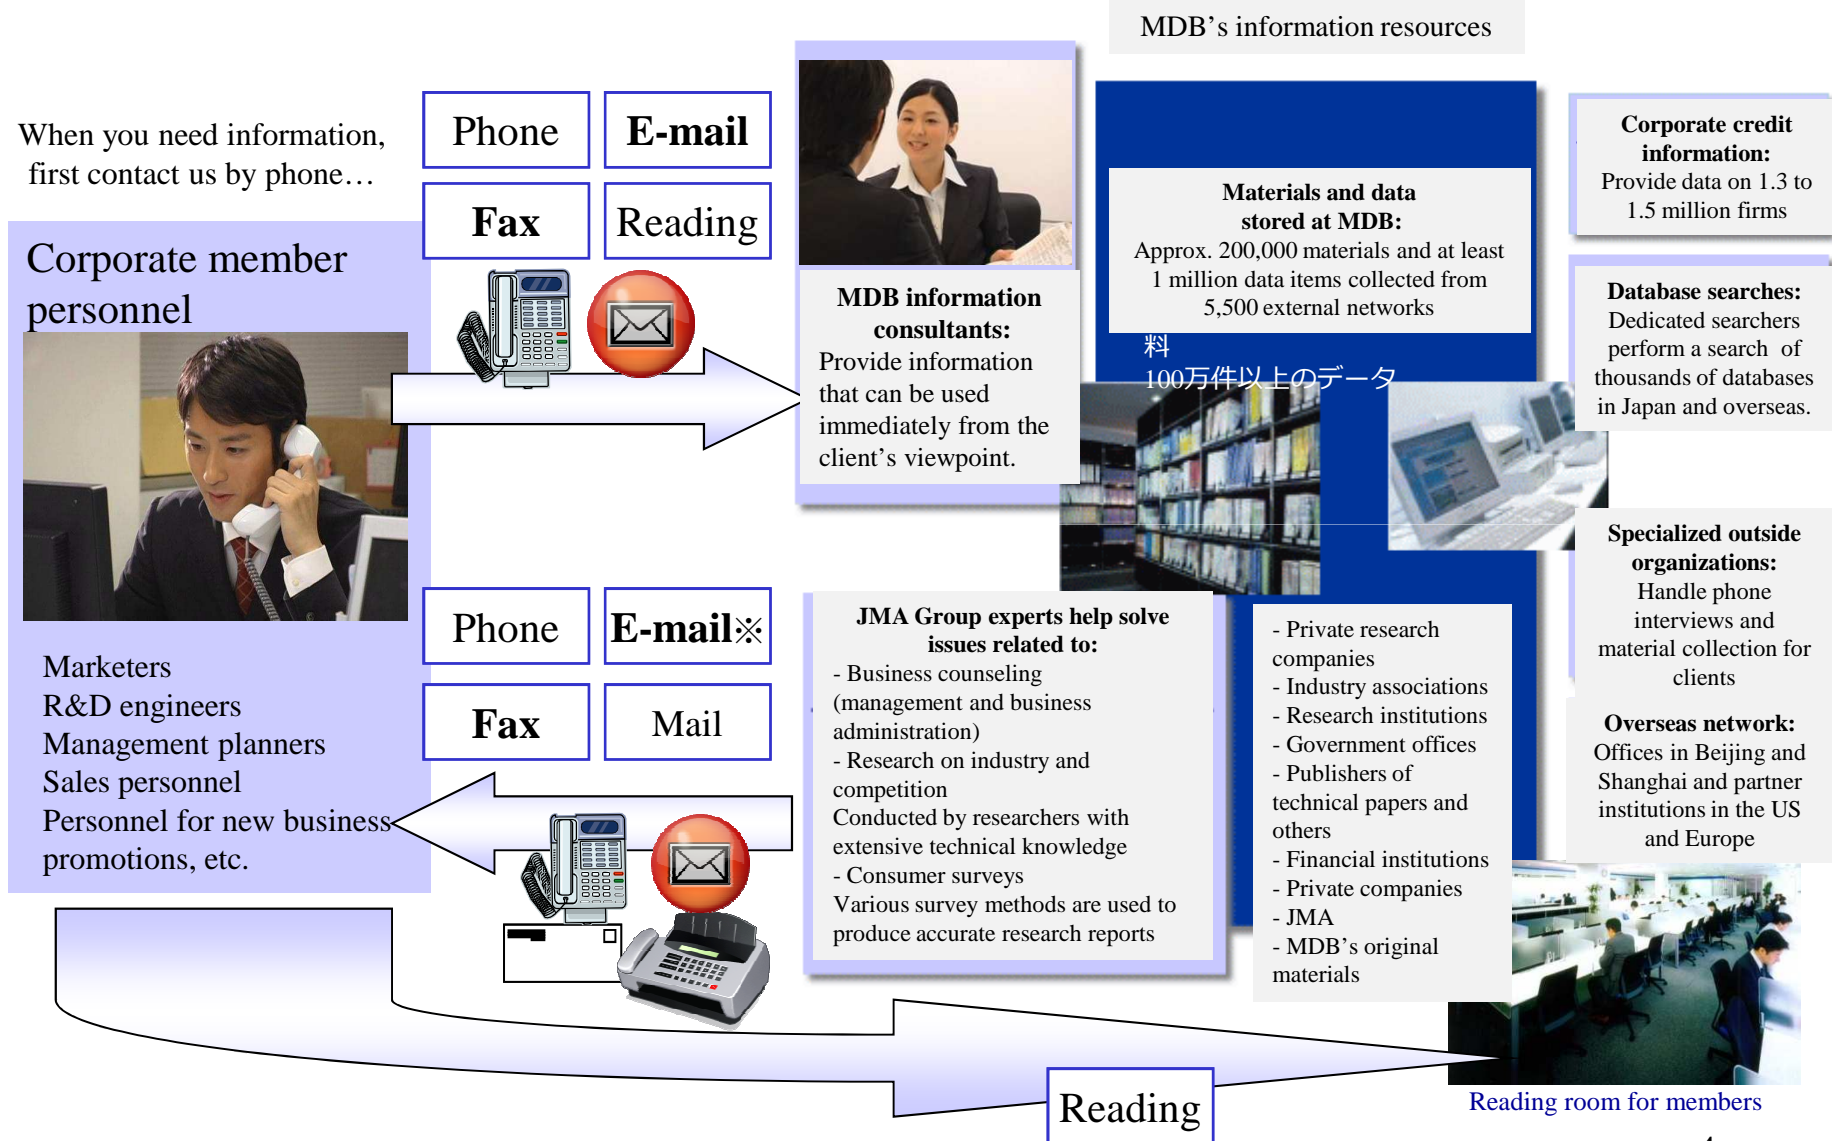 MDB’s information resources
When you need information,
first contact us by phone…
Phone
E-mail
Fax
Reading
Corporate member
personnel
Marketers
R&D engineers
Management planners
Sales personnel
Personnel for new business
promotions, etc.
MDB information
consultants:
Provide information
that can be used
immediately from the
client’s viewpoint.
Materials and data
stored at MDB:
Approx. 200,000 materials and at least
1 million data items collected from
5,500 external networks
料
100万件以上のデータ
Corporate credit
information:
Provide data on 1.3 to
1.5 million firms
Database searches:
Dedicated searchers
perform a search of
thousands of databases
in Japan and overseas.
Specialized outside
organizations:
Handle phone
interviews and
material collection for
clients
Overseas network:
Offices in Beijing and
Shanghai and partner
institutions in the US
and Europe
Phone
E-mail※
Fax
Mail
JMA Group experts help solve
issues related to:
- Business counseling
(management and business
administration)
- Research on industry and
competition
Conducted by researchers with
extensive technical knowledge
- Consumer surveys
Various survey methods are used to
produce accurate research reports
- Private research
companies
- Industry associations
- Research institutions
- Government offices
- Publishers of
technical papers and
others
- Financial institutions
- Private companies
- JMA
- MDB’s original
materials
Reading
Reading room for members